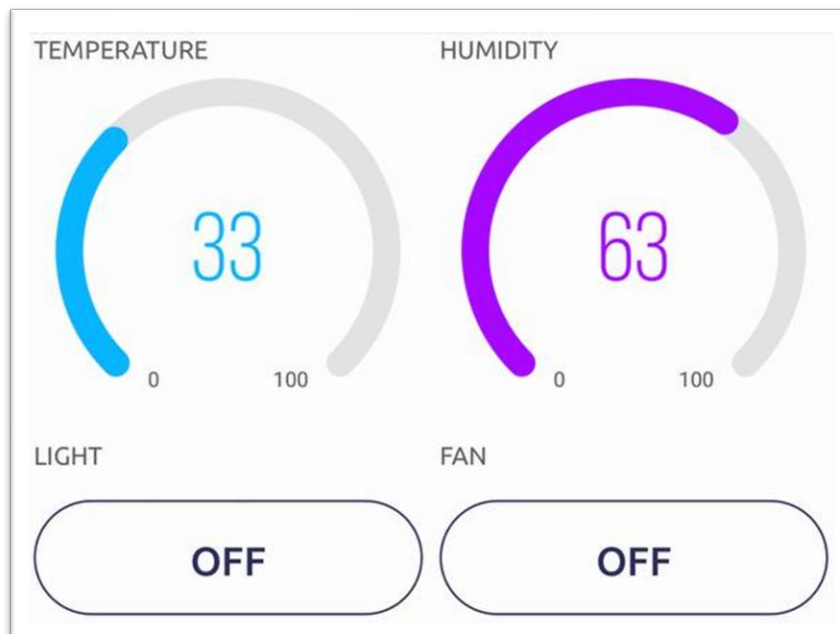 TEMPERATURE HUMIDITY
33 63
0 100 0 100
LIGHT FAN
OFF OFF